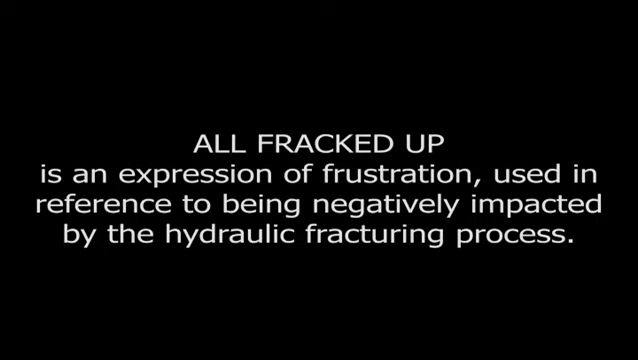 ALL FRACKED UP
is an expression of frustration, used in
reference to being negatively impacted
by the hydraulic fracturing process.